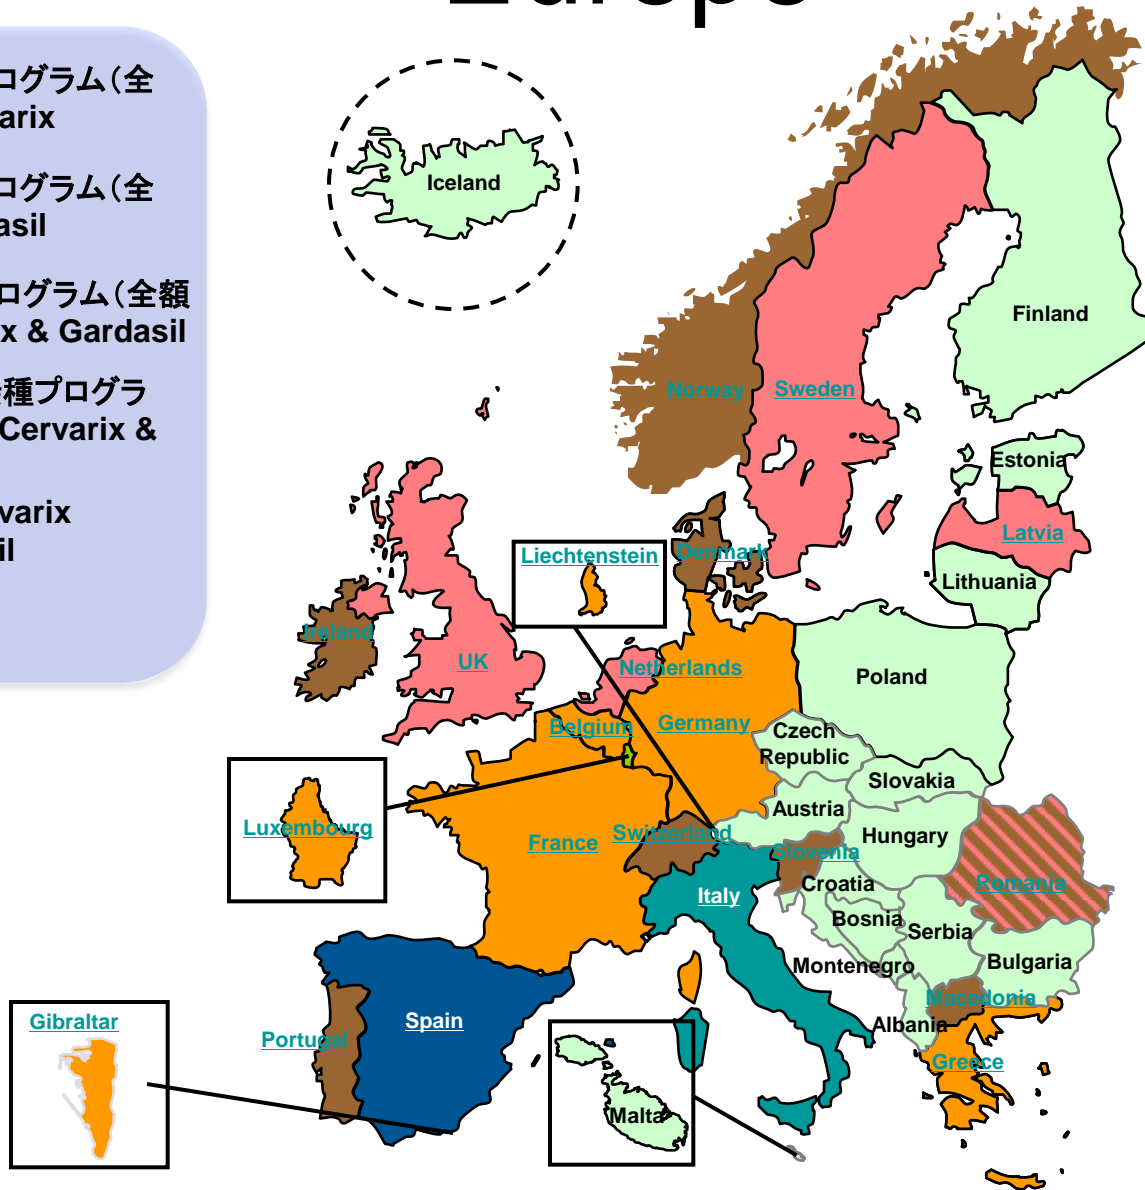 Europe
ログラム（全
arix
ログラム（全
asil
ログラム（全額
x & Gardasil
種プログラ
Cervarix &
varix
il
Iceland
Finland
Norway
Sweden
Estonia
Latvia
Liechtenstein
Denmark
Lithuania
Ireland
UK
Netherlands
Poland
Belgium
Germany
Czech
Republic
Slovakia
Austria
Luxembourg
France
Switzerland
Hungary
Slovenia
Italy
Croatia
Romania
Bosnia
Serbia
Montenegro
Bulgaria
Macedonia
Gibraltar
Spain
Albania
Portugal
Greece
Malta